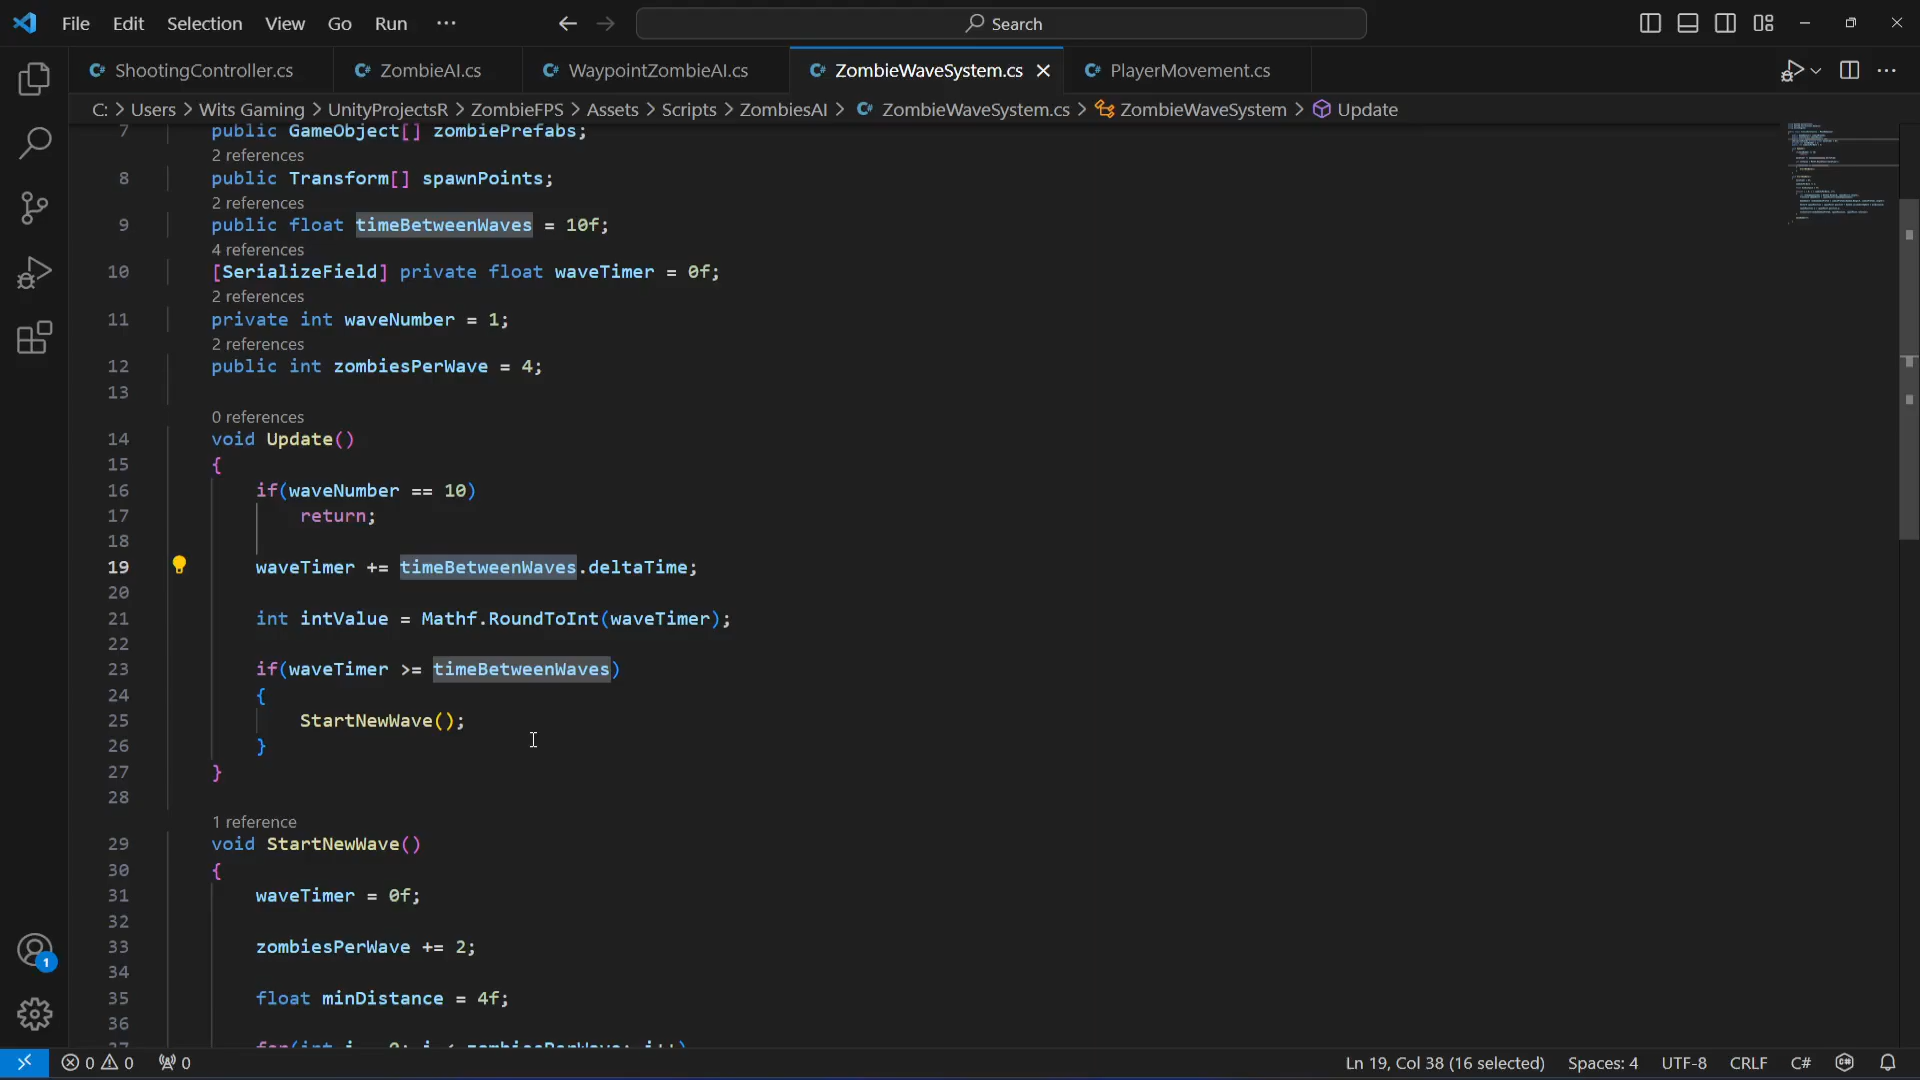 File Edit Selection View Go Run ··· Search
ShootingController.cs ZombieAI.cs WaypointZombieAI.cs ZombieWaveSystem.cs PlayerMovement.cs
C: > Users > Wits Gaming > UnityProjectsR > ZombieFPS > Assets > Scripts > ZombiesAI > ZombieWaveSystem.cs > ZombieWaveSystem > Update
7 public GameObject[] zombiePrefabs;
2 references
8 public Transform[] spawnPoints;
2 references
9 public float timeBetweenWaves = 10f;
4 references
10 [SerializeField] private float waveTimer = 0f;
2 references
11 private int waveNumber = 1;
2 references
12 public int zombiesPerWave = 4;
13
0 references
14 void Update()
15 {
16 if(waveNumber == 10)
17 return;
18
19 waveTimer += timeBetweenWaves.deltaTime;
20
21 int intValue = Mathf.RoundToInt(waveTimer);
22
23 if(waveTimer >= timeBetweenWaves)
24 {
25 StartNewWave();
26 }
27 }
28
1 reference
29 void StartNewWave()
30 {
31 waveTimer = 0f;
32
33 zombiesPerWave += 2;
34
35 float minDistance = 4f;
36
37 for(int i = 0; i < zombiesPerWave; i++)
1
0 0 0 Ln 19, Col 38 (16 selected) Spaces: 4 UTF-8 CRLF C#